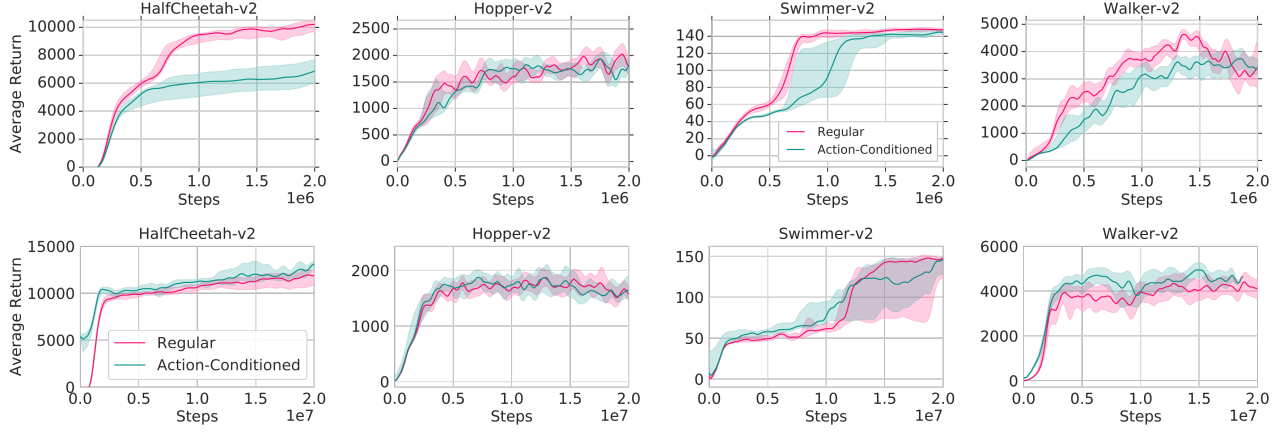 HalfCheetah-v2 Hopper-v2 Swimmer-v2 Walker-v2
Average Return
10000
8000
6000
4000
2000
0
0.0 0.5 1.0 1.5 2.0
Steps 1e6
2500
2000
1500
1000
500
0
0.0 0.5 1.0 1.5 2.0
Steps 1e6
140
120
100
80
60
40
20
0
Regular
Action-Conditioned
0.0 0.5 1.0 1.5 2.0
Steps 1e6
5000
4000
3000
2000
1000
0
0.0 0.5 1.0 1.5 2.0
Steps 1e6
HalfCheetah-v2 Hopper-v2 Swimmer-v2 Walker-v2
Average Return
15000
10000
5000
0
Regular
Action-Conditioned
0.0 0.5 1.0 1.5 2.0
Steps 1e7
2000
1000
0
0.0 0.5 1.0 1.5 2.0
Steps 1e7
150
100
50
0
0.0 0.5 1.0 1.5 2.0
Steps 1e7
6000
4000
2000
0
0.0 0.5 1.0 1.5 2.0
Steps 1e7